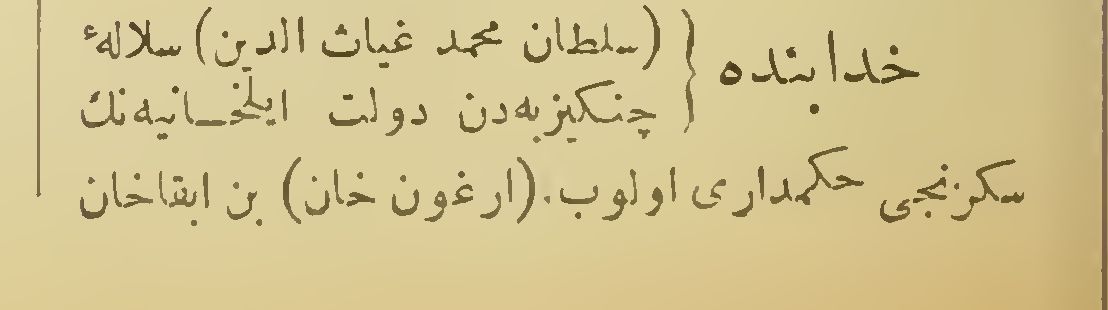 خدابنده { (سلطان محمد غیاث الدین) سلالهٔ
چنکیزیه‌دن دولت ایلخانیه‌نك
سکزنجی حکمداری اولوب. (ارغون خان) بن ابقاخان